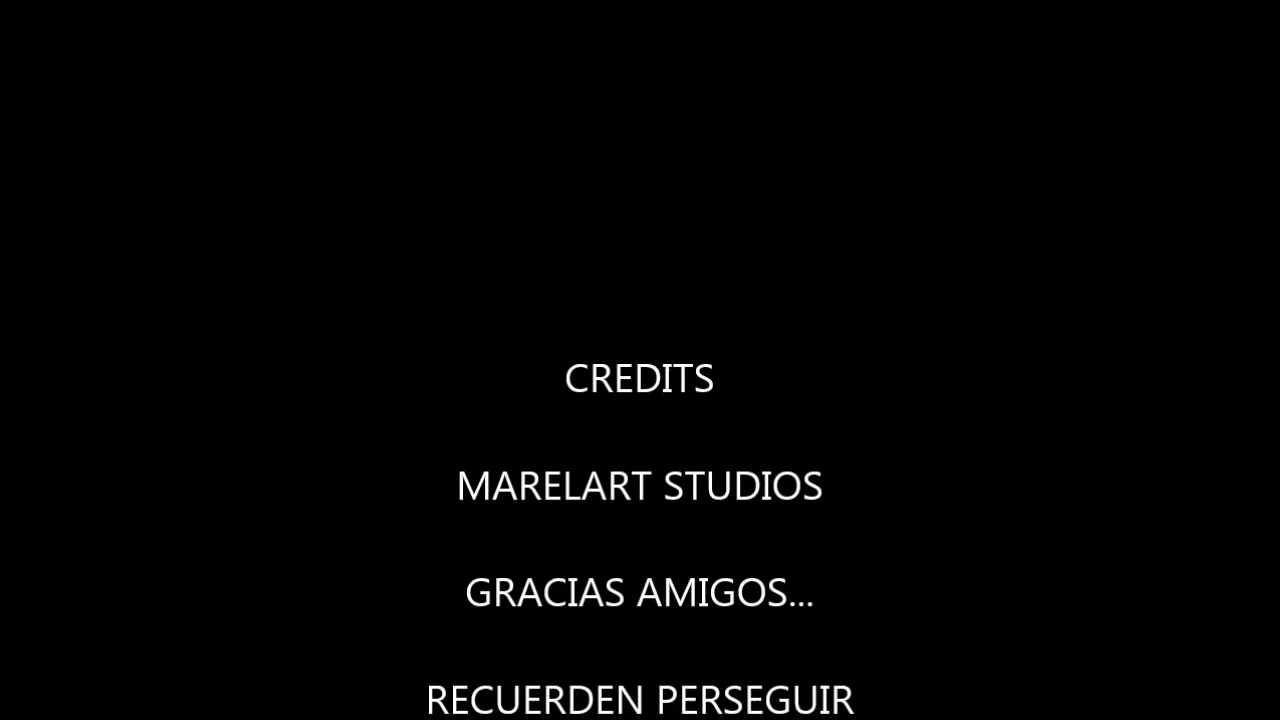 CREDITS
MARELART STUDIOS
GRACIAS AMIGOS...
RECUERDEN PERSEGUIR